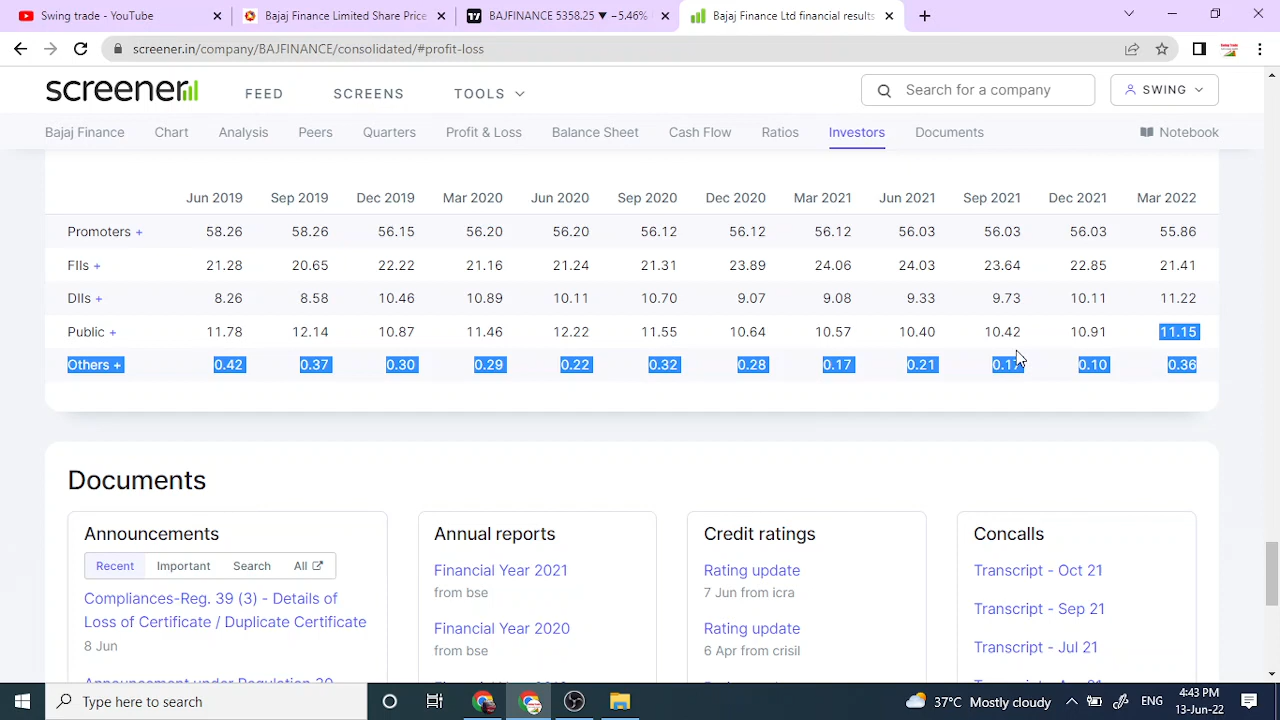 Swing trade - YouTube
Bajaj Finance Limited Share Price
BAJFINANCE 5358.25 ▼ −5.46%
Bajaj Finance Ltd financial results
screener.in/company/BAJFINANCE/consolidated/#profit-loss
screener
FEED SCREENS TOOLS
Search for a company
SWING
Bajaj Finance Chart Analysis Peers Quarters Profit & Loss Balance Sheet Cash Flow Ratios Investors Documents Notebook
Jun 2019 Sep 2019 Dec 2019 Mar 2020 Jun 2020 Sep 2020 Dec 2020 Mar 2021 Jun 2021 Sep 2021 Dec 2021 Mar 2022
Promoters + 58.26 58.26 56.15 56.20 56.20 56.12 56.12 56.12 56.03 56.03 56.03 55.86
FIIs + 21.28 20.65 22.22 21.16 21.24 21.31 23.89 24.06 24.03 23.64 22.85 21.41
DIIs + 8.26 8.58 10.46 10.89 10.11 10.70 9.07 9.08 9.33 9.73 10.11 11.22
Public + 11.78 12.14 10.87 11.46 12.22 11.55 10.64 10.57 10.40 10.42 10.91 11.15
Others + 0.42 0.37 0.30 0.29 0.22 0.32 0.28 0.17 0.21 0.10 0.36
Documents
Announcements
Recent Important Search All
Compliances-Reg. 39 (3) - Details of
Loss of Certificate / Duplicate Certificate
8 Jun
Annual reports
Financial Year 2021
from bse
Financial Year 2020
from bse
Credit ratings
Rating update
7 Jun from icra
Rating update
6 Apr from crisil
Concalls
Transcript - Oct 21
Transcript - Sep 21
Transcript - Jul 21
Type here to search
37°C Mostly cloudy
ENG
4:43 PM
13-Jun-22